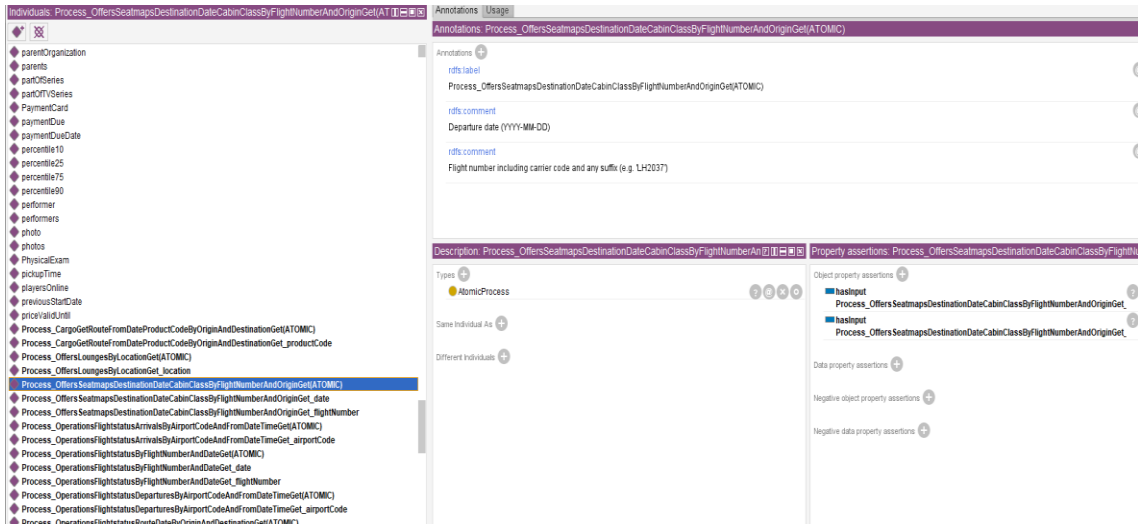 Individuals: Process_OffersSeatmapsDestinationDateCabinClassByFlightNumberAndOriginGet(AT
parentOrganization
parents
partOfSeries
partOfTVSeries
PaymentCard
paymentDue
paymentDueDate
percentile10
percentile25
percentile75
percentile90
performer
performers
photo
photos
PhysicalExam
pickupTime
playersOnline
previousStartDate
priceValidUntil
Process_CargoGetRouteFromDateProductCodeByOriginAndDestinationGet(ATOMIC)
Process_CargoGetRouteFromDateProductCodeByOriginAndDestinationGet_productCode
Process_OffersLoungesByLocationGet(ATOMIC)
Process_OffersLoungesByLocationGet_location
Process_OffersSeatmapsDestinationDateCabinClassByFlightNumberAndOriginGet(ATOMIC)
Process_OffersSeatmapsDestinationDateCabinClassByFlightNumberAndOriginGet_date
Process_OffersSeatmapsDestinationDateCabinClassByFlightNumberAndOriginGet_flightNumber
Process_OperationsFlightstatusArrivalsByAirportCodeAndFromDateTimeGet(ATOMIC)
Process_OperationsFlightstatusArrivalsByAirportCodeAndFromDateTimeGet_airportCode
Process_OperationsFlightstatusByFlightNumberAndDateGet(ATOMIC)
Process_OperationsFlightstatusByFlightNumberAndDateGet_date
Process_OperationsFlightstatusByFlightNumberAndDateGet_flightNumber
Process_OperationsFlightstatusDeparturesByAirportCodeAndFromDateTimeGet(ATOMIC)
Process_OperationsFlightstatusDeparturesByAirportCodeAndFromDateTimeGet_airportCode
Process_OperationsFlightstatusRouteDateByOriginAndDestinationGet(ATOMIC)
Annotations Usage
Annotations: Process_OffersSeatmapsDestinationDateCabinClassByFlightNumberAndOriginGet(ATOMIC)
Annotations
rdfs:label
Process_OffersSeatmapsDestinationDateCabinClassByFlightNumberAndOriginGet(ATOMIC)
rdfs:comment
Departure date (YYYY-MM-DD)
rdfs:comment
Flight number including carrier code and any suffix (e.g. 'LH2037')
Description: Process_OffersSeatmapsDestinationDateCabinClassByFlightNumberAn
Types
AtomicProcess
Same Individual As
Different Individuals
Property assertions: Process_OffersSeatmapsDestinationDateCabinClassByFlightNu
Object property assertions
hasInput
Process_OffersSeatmapsDestinationDateCabinClassByFlightNumberAndOriginGet_
hasInput
Process_OffersSeatmapsDestinationDateCabinClassByFlightNumberAndOriginGet_
Data property assertions
Negative object property assertions
Negative data property assertions